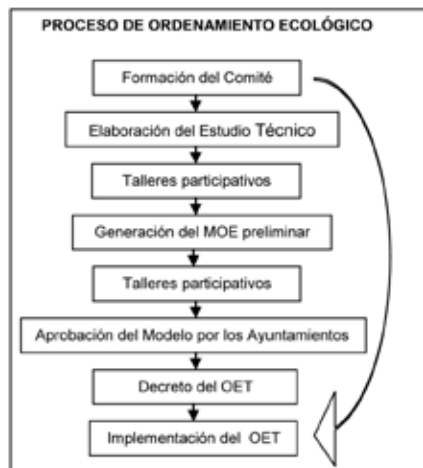 PROCESO DE ORDENAMIENTO ECOLÓGICO
Formación del Comité
Elaboración del Estudio Técnico
Talleres participativos
Generación del MOE preliminar
Talleres participativos
Aprobación del Modelo por los Ayuntamientos
Decreto del OET
Implementación del OET